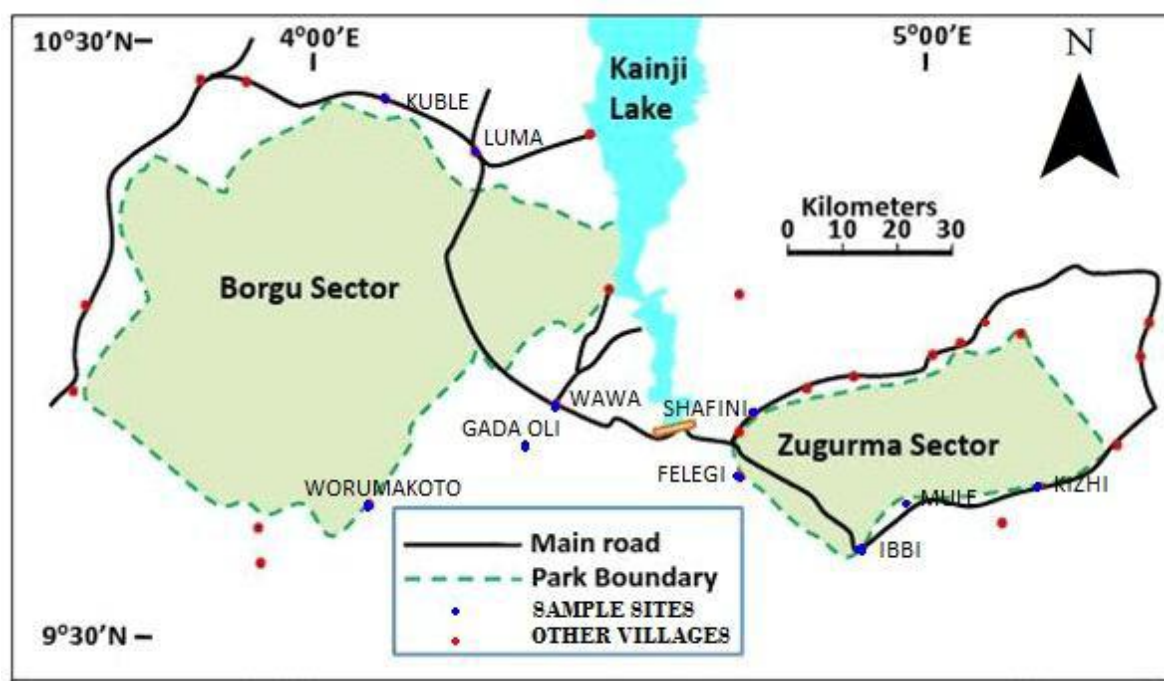 10°30'N
4°00'E
5°00'E
N
Kainji
Lake
KUBLE
LUMA
Kilometers
0 10 20 30
Borgu Sector
WAWA
SHAFINI
GADA OLI
Zugurma Sector
FELEGI
WORUMAKOTO
MULE
KIZHI
IBBI
Main road
Park Boundary
SAMPLE SITES
OTHER VILLAGES
9°30'N